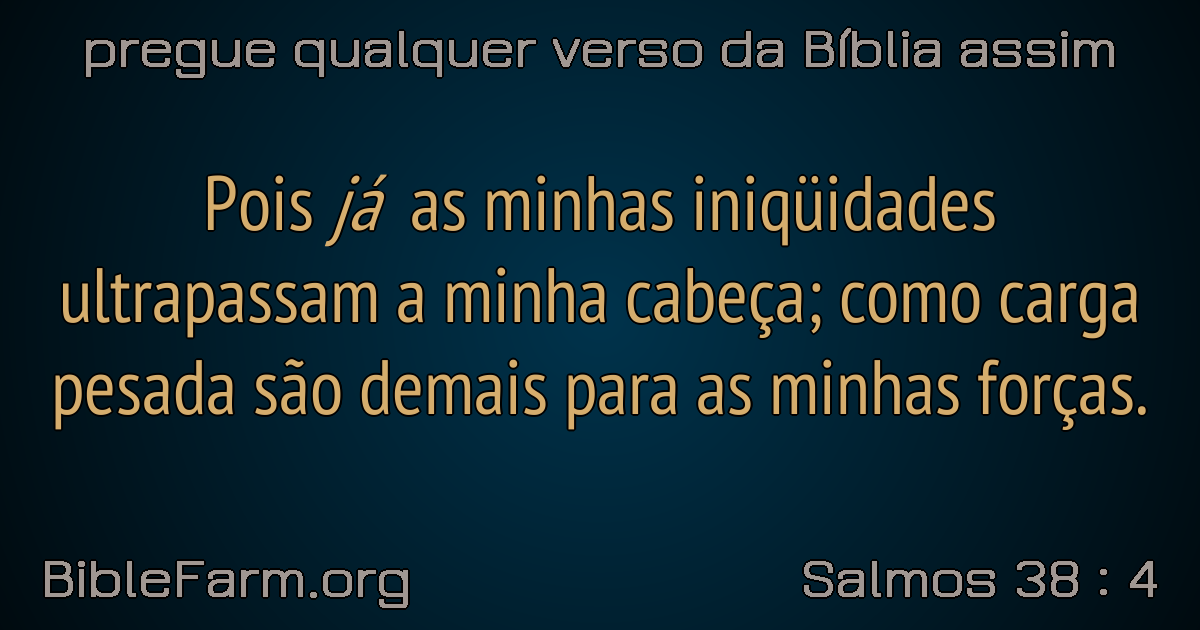 pregue qualquer verso da Bíblia assim
Pois já as minhas iniqüidades
ultrapassam a minha cabeça; como carga
pesada são demais para as minhas forças.
BibleFarm.org
Salmos 38 : 4